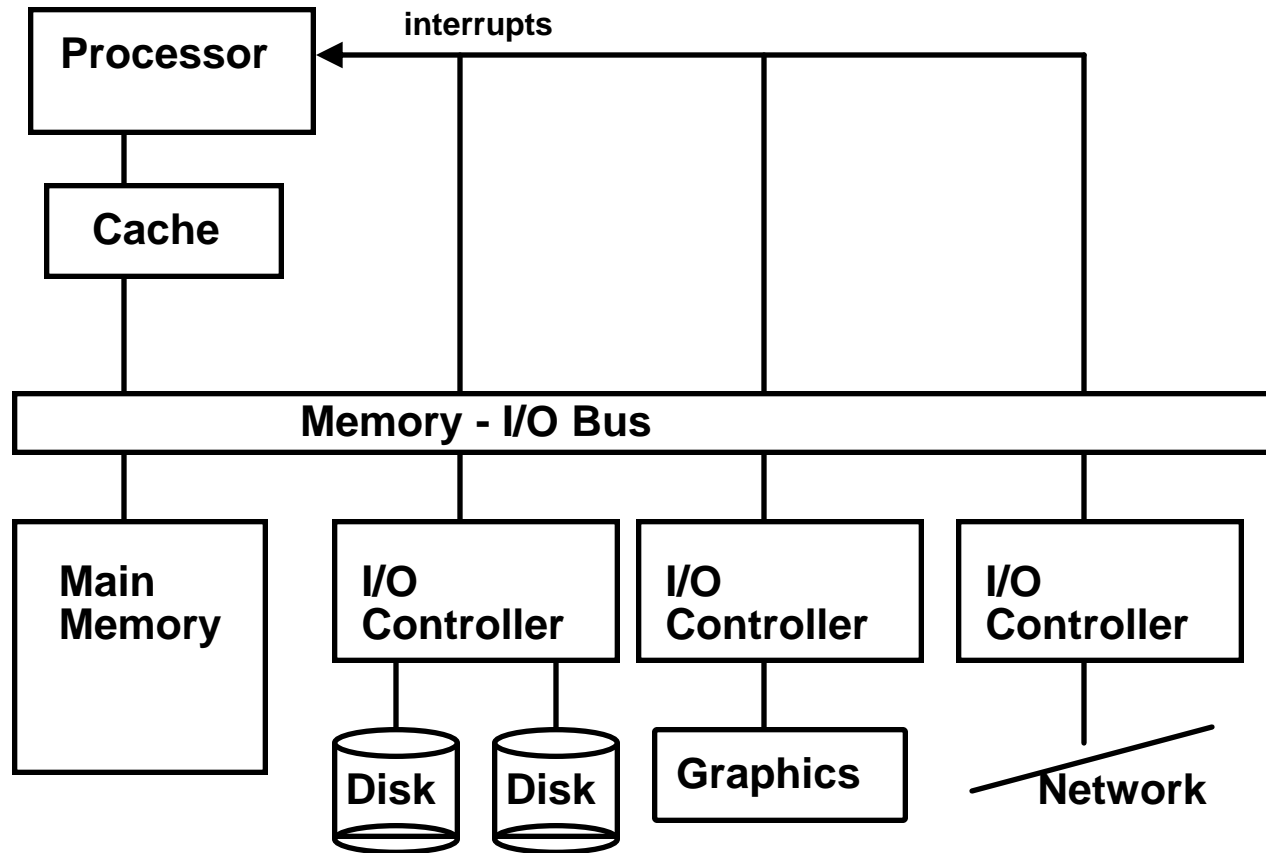 interrupts
Processor
Cache
Memory - I/O Bus
Main
Memory
I/O
Controller
I/O
Controller
I/O
Controller
Disk
Disk
Graphics
Network